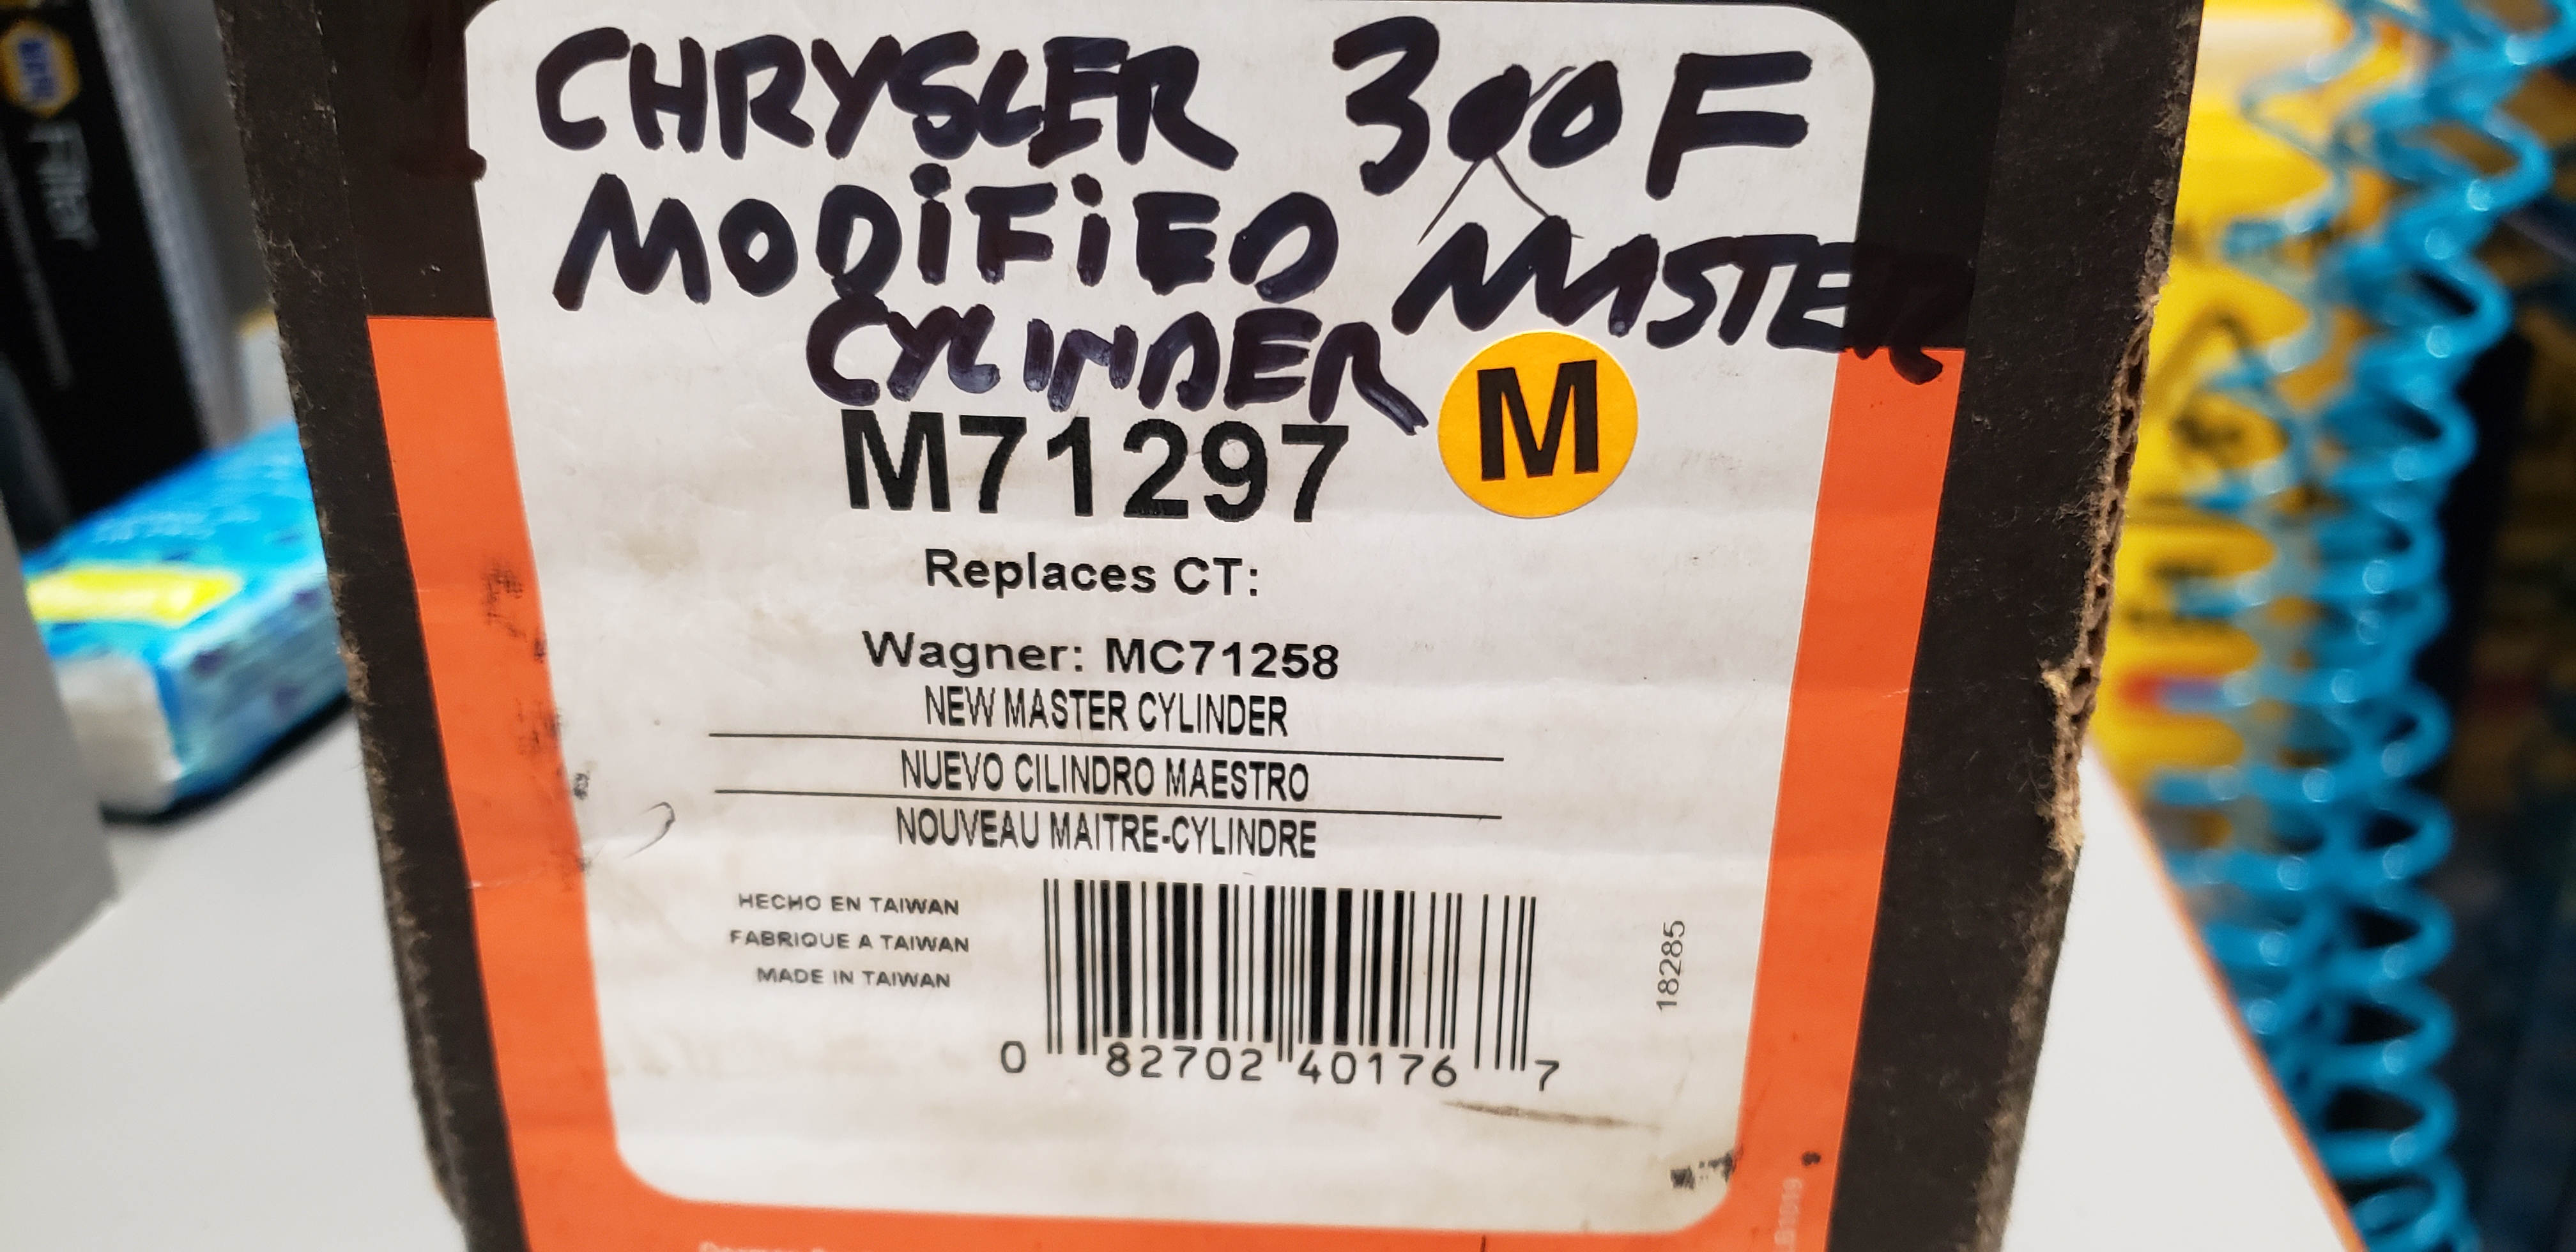 CHRYSLER 300F
MODiFiED MASTER
CYLINDER
M71297
M
Replaces CT:
Wagner: MC71258
NEW MASTER CYLINDER
NUEVO CILINDRO MAESTRO
NOUVEAU MAITRE-CYLINDRE
HECHO EN TAIWAN
FABRIQUE A TAIWAN
MADE IN TAIWAN
0 82702 40176 7
18285
Filter